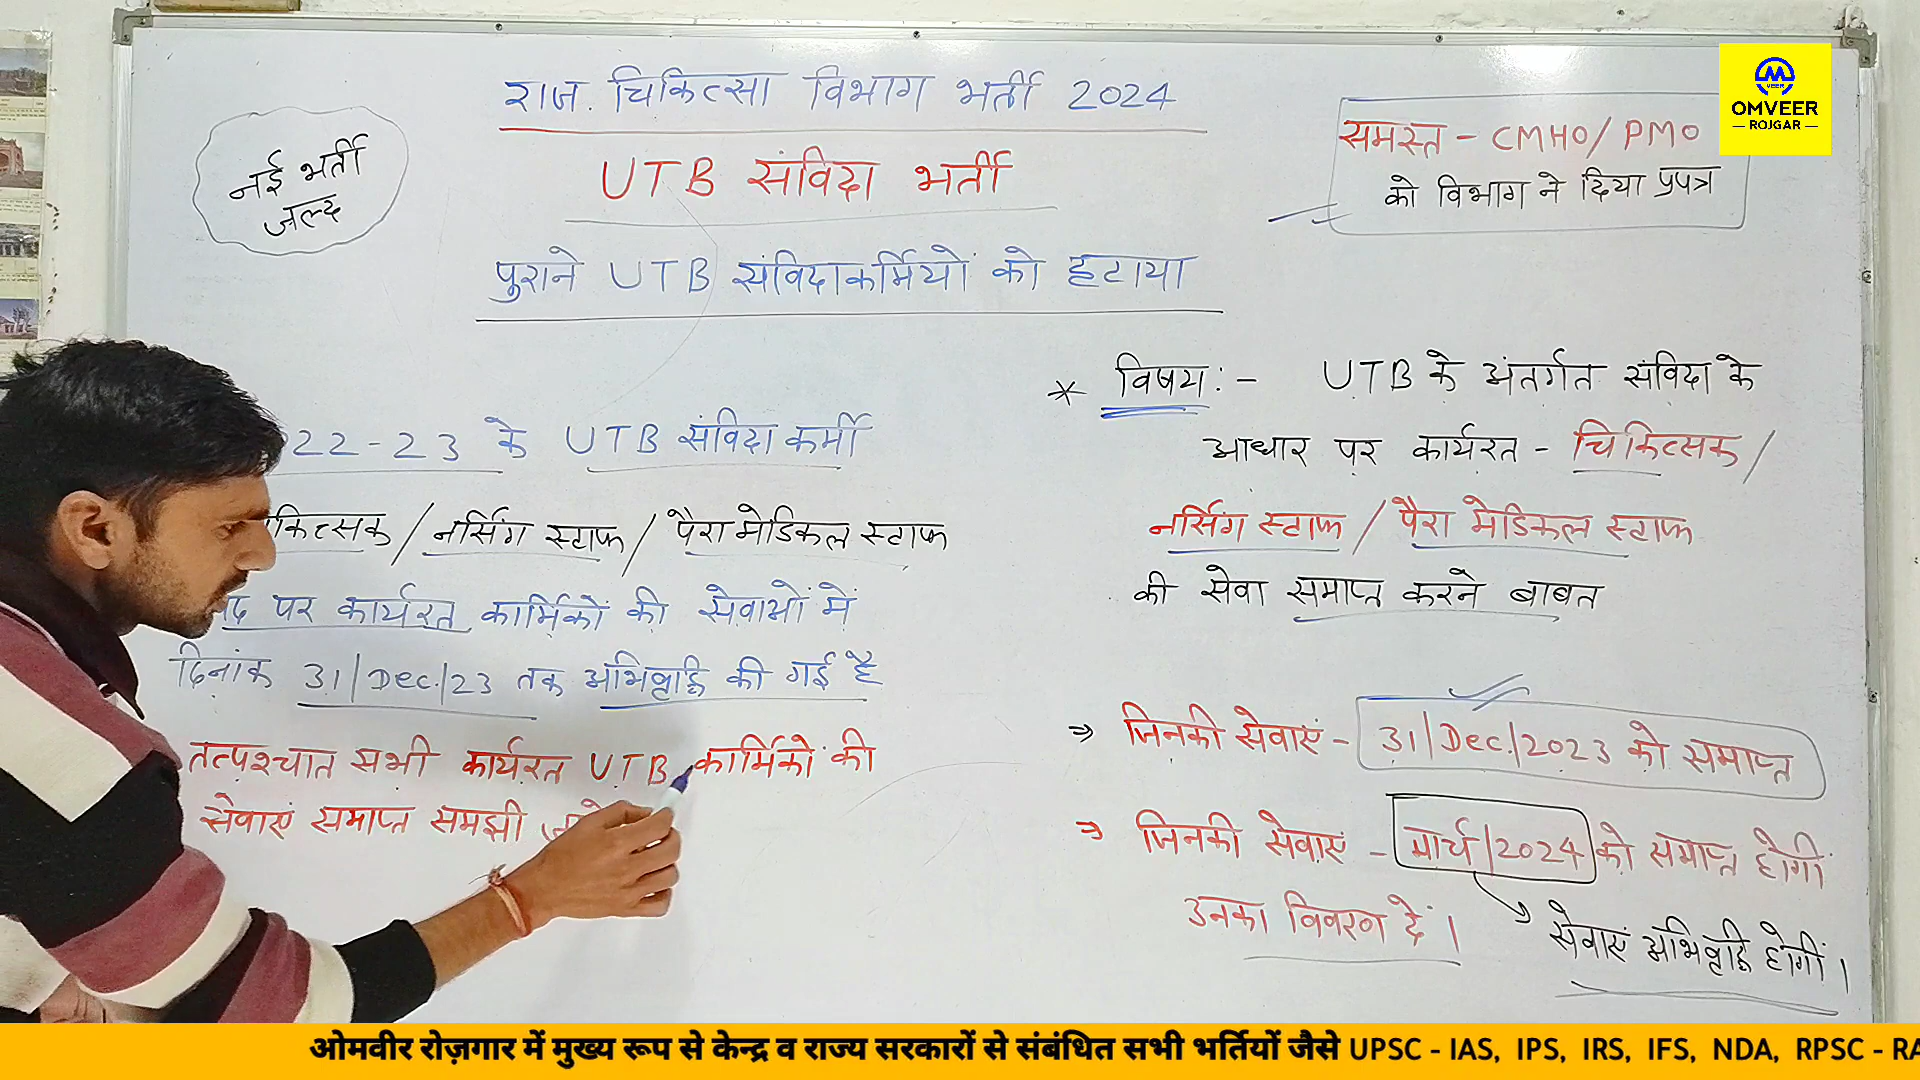 राज. चिकित्सा विभाग भर्ती 2024
UTB संविदा भर्ती
पुराने UTB संविदाकर्मियों को हटाया
नई भर्ती
जल्द
समस्त - CMHO/PMO
को विभाग ने दिया प्रपत्र
OMVEER
ROJGAR
22-23 के UTB संविदा कर्मी
कित्सक / नर्सिंग स्टाफ / पैरामेडिकल स्टाफ
पर कार्यरत कार्मिकों की सेवाओं में
दिनांक 31/Dec./23 तक अभिवृद्धि की गई है
तत्पश्चात सभी कार्यरत UTB कार्मिकों की
सेवाएं समाप्त समझी
* विषय:- UTB के अंतर्गत संविदा के
आधार पर कार्यरत - चिकित्सक /
नर्सिंग स्टाफ / पैरा मेडिकल स्टाफ
की सेवा समाप्त करने बाबत
⇒ जिनकी सेवाएं - 31/Dec./2023 को समाप्त
⇒ जिनकी सेवाएं - मार्च/2024 को समाप्त होगी
उनका विवरण दें।
सेवाएं अभिवृद्धि होगीं।
ओमवीर रोज़गार में मुख्य रूप से केन्द्र व राज्य सरकारों से संबंधित सभी भर्तियों जैसे UPSC - IAS, IPS, IRS, IFS, NDA, RPSC - RA